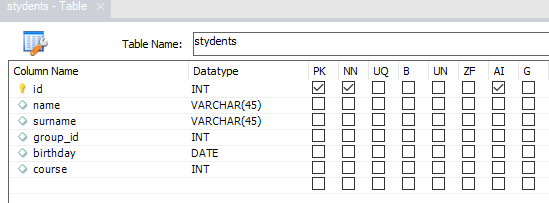 stydents - Table
Table Name: stydents
Column Name Datatype PK NN UQ B UN ZF AI G
id INT
name VARCHAR(45)
surname VARCHAR(45)
group_id INT
birthday DATE
course INT